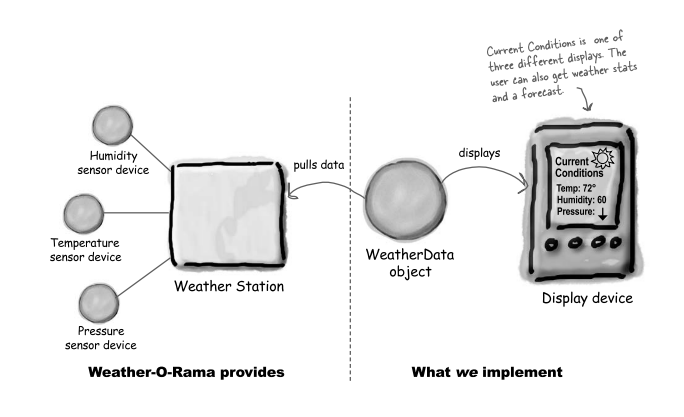 Current Conditions is one of
three different displays. The
user can also get weather stats
and a forecast.
Humidity
sensor device
Temperature
sensor device
Pressure
sensor device
Weather Station
pulls data
WeatherData
object
displays
Current
Conditions
Temp: 72°
Humidity: 60
Pressure:
Display device
Weather-O-Rama provides
What we implement